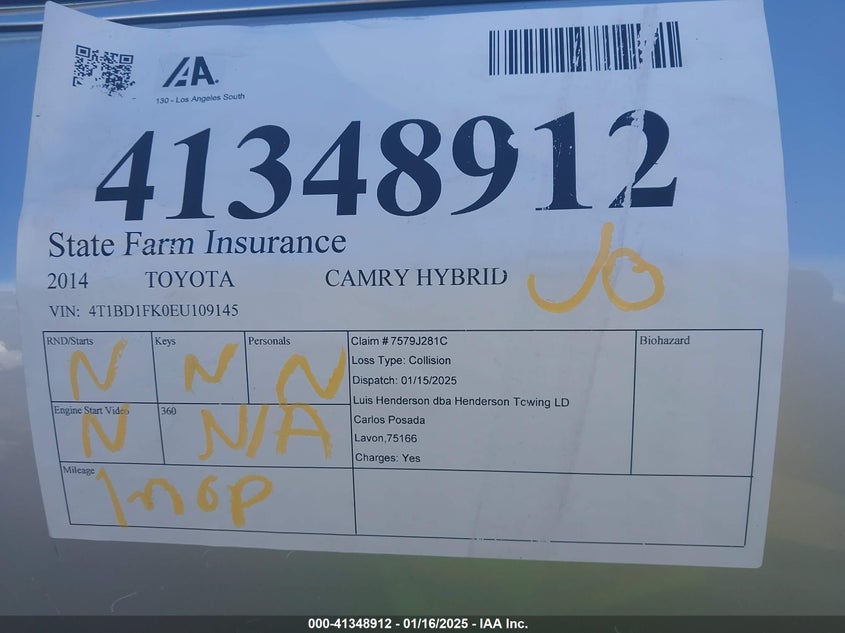 IAA.
130 - Los Angeles South
41348912
State Farm Insurance
2014 TOYOTA CAMRY HYBRID
JO
VIN: 4T1BD1FK0EU109145
RND/Starts Keys Personals
N N N
Engine Start Video 360
N N/A
Mileage
Inop
Claim # 7579J281C
Loss Type: Collision
Dispatch: 01/15/2025
Luis Henderson dba Henderson Towing LD
Carlos Posada
Lavon,75166
Charges: Yes
Biohazard
000-41348912 - 01/16/2025 - IAA Inc.